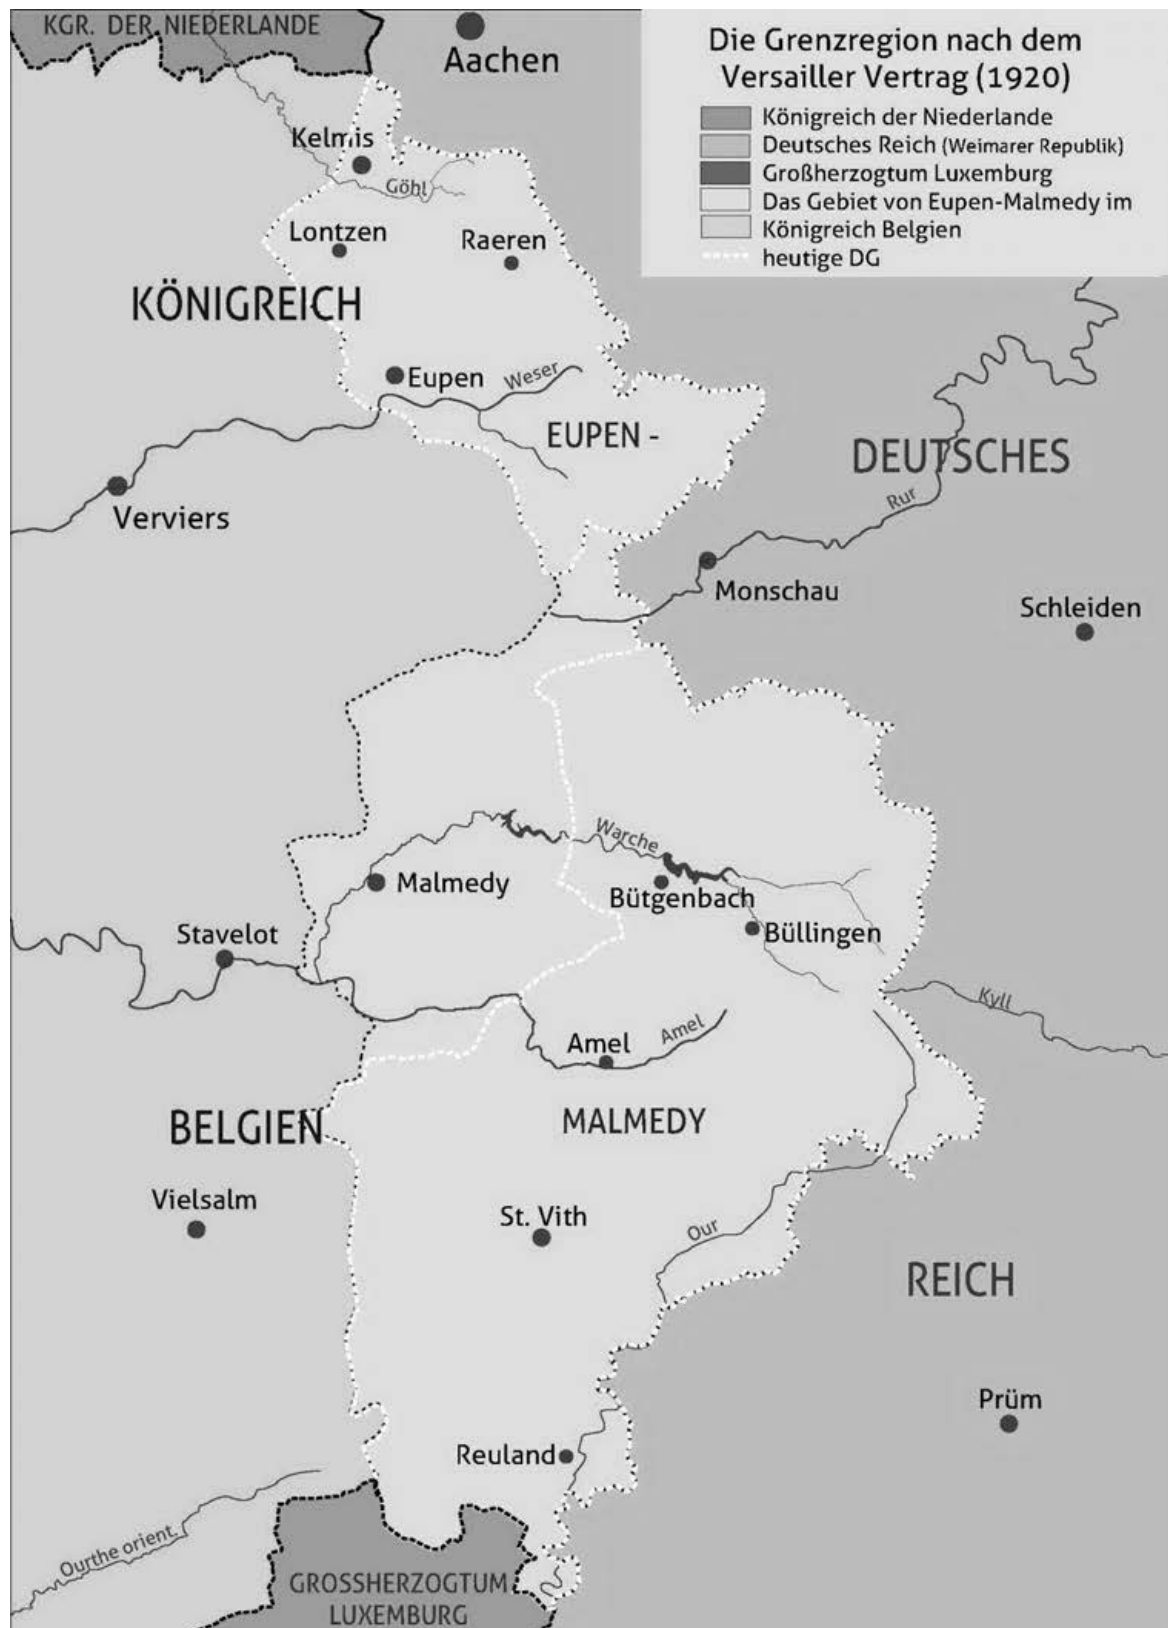 KGR. DER NIEDERLANDE
Aachen
Die Grenzregion nach dem
Versailler Vertrag (1920)
Königreich der Niederlande
Deutsches Reich (Weimarer Republik)
Großherzogtum Luxemburg
Das Gebiet von Eupen-Malmedy im
Königreich Belgien
heutige DG
Kelmis
Göhl
Lontzen
Raeren
KÖNIGREICH
Eupen
Weser
EUPEN -
DEUTSCHES
Rur
Verviers
Monschau
Schleiden
Warche
Malmedy
Bütgenbach
Büllingen
Stavelot
Kyll
Amel
Amel
BELGIEN
MALMEDY
Vielsalm
St. Vith
Our
REICH
Prüm
Reuland
Ourthe orient.
GROSSHERZOGTUM
LUXEMBURG